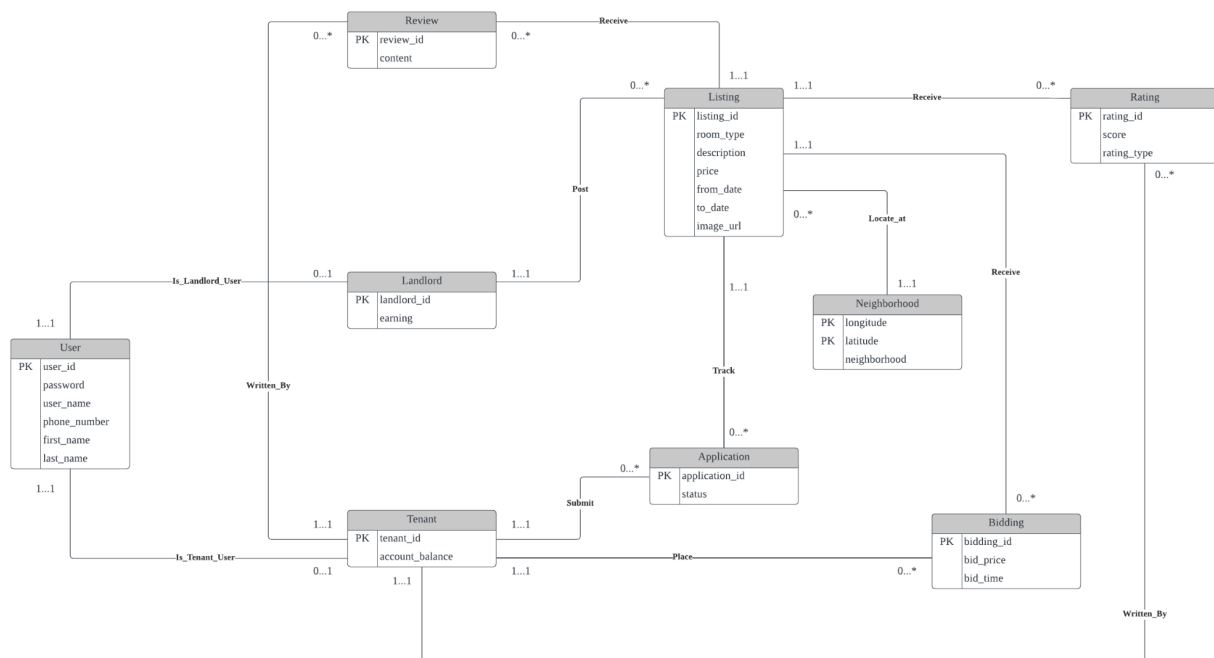 Review
PK review_id
content
0...*
0...*
Receive
1...1
0...*
Listing
PK listing_id
room_type
description
price
from_date
to_date
image_url
1...1
Receive
0...*
Rating
PK rating_id
score
rating_type
0...*
1...1
0...*
Locate_at
Post
Receive
1...1
1...1
Neighborhood
PK longitude
PK latitude
neighborhood
Is_Landlord_User
0...1
Landlord
PK landlord_id
earning
1...1
1...1
User
PK user_id
password
user_name
phone_number
first_name
last_name
1...1
Written_By
Track
0...*
Application
PK application_id
status
0...*
Submit
0...*
Bidding
PK bidding_id
bid_price
bid_time
1...1
Tenant
PK tenant_id
account_balance
1...1
Is_Tenant_User
0...1
1...1
1...1
Place
0...*
Written_By